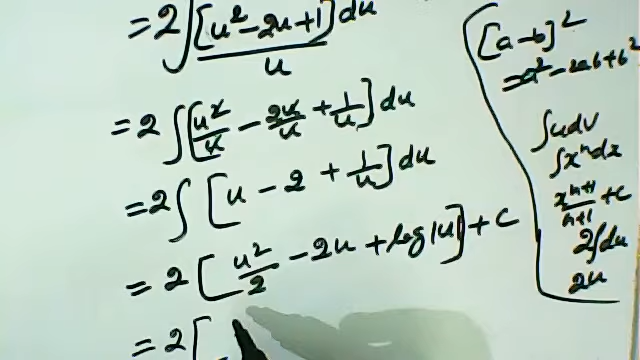 = 2 ∫ [u² - 2u + 1] / u du
= 2 ∫ [u²/u - 2u/u + 1/u] du
= 2 ∫ [u - 2 + 1/u] du
= 2 [u²/2 - 2u + log|u|] + C
= 2 [
[a-b]²
= a² - 2ab + b²
∫ u dv
∫ xⁿ dx
xⁿ⁺¹/n+1 + C
2∫du
2u